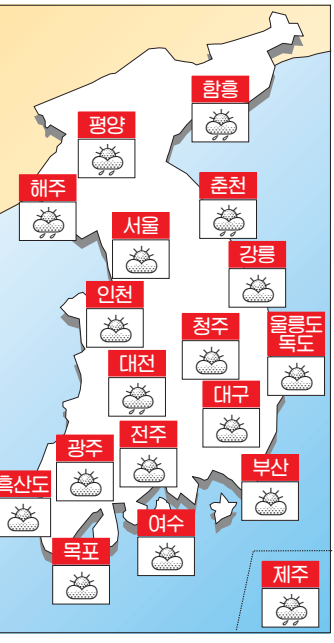 함흥
평양
해주
춘천
서울
강릉
인천
청주
울릉도
독도
대전
대구
전주
광주
부산
흑산도
여수
목포
제주